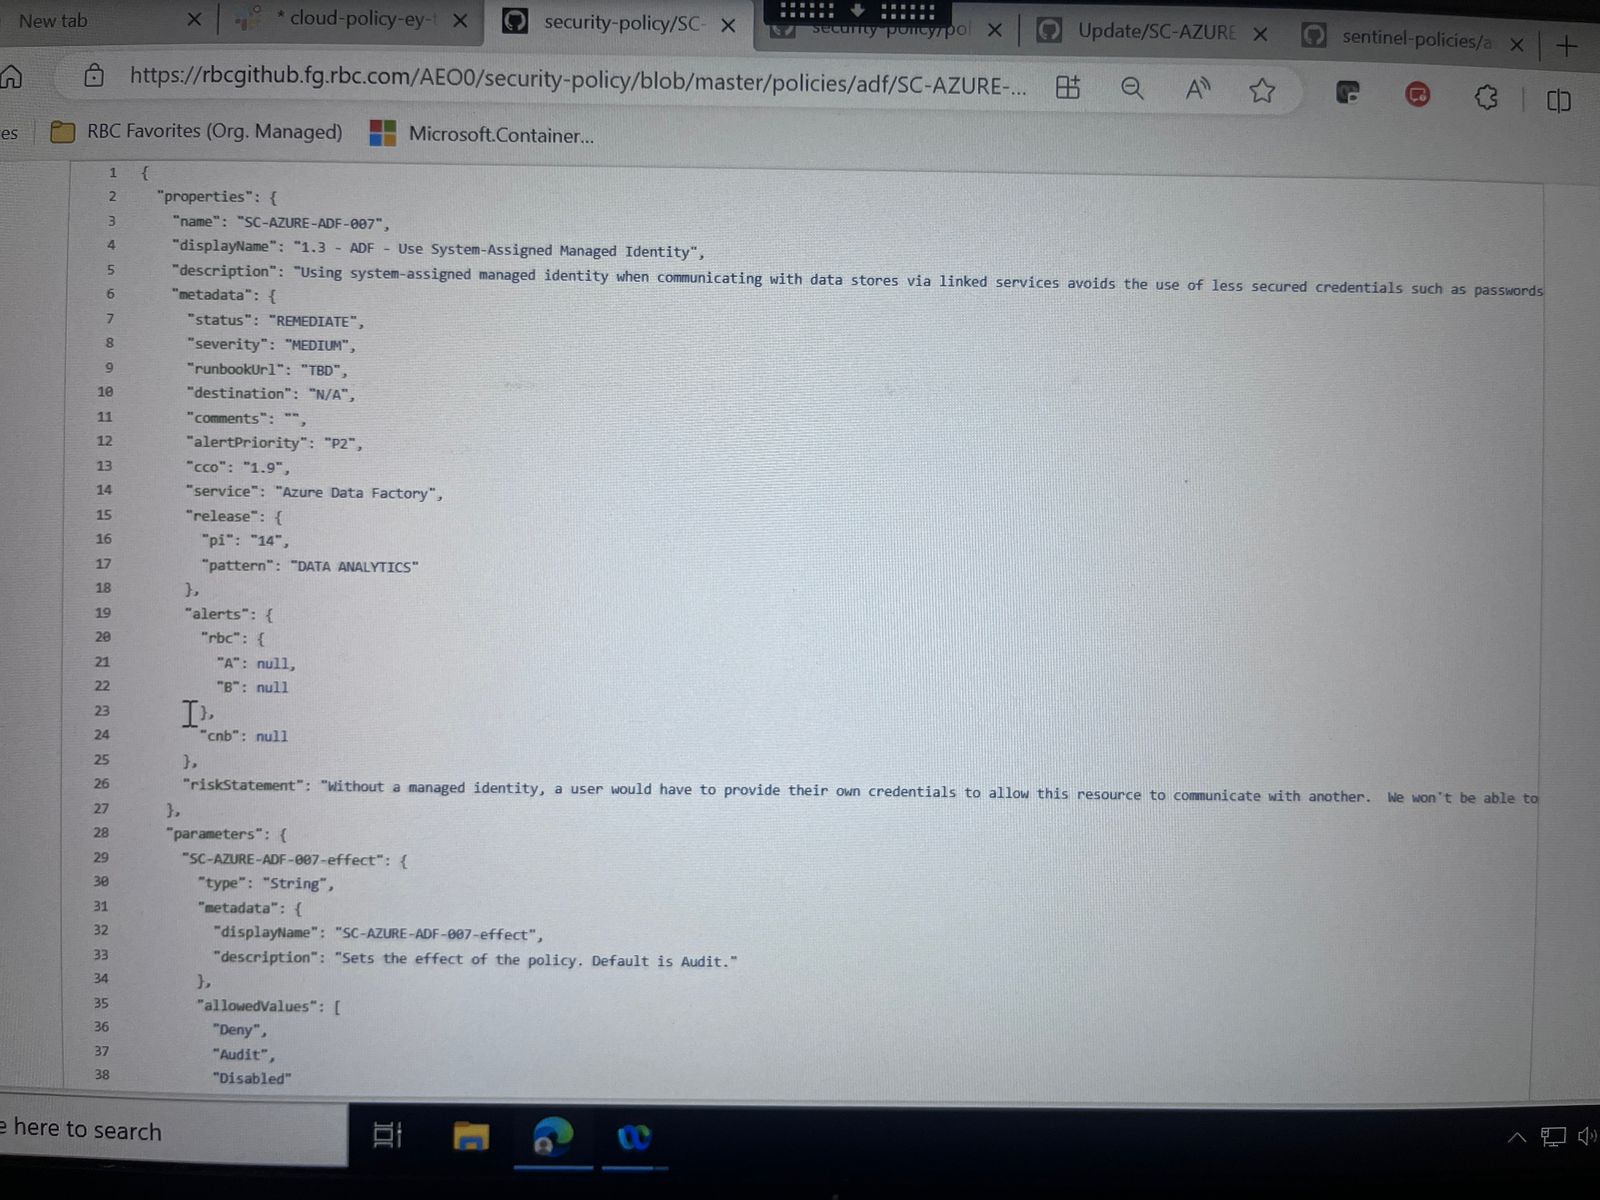 New tab
* cloud-policy-ey-t
security-policy/SC-
security-policy/pol
Update/SC-AZURE
sentinel-policies/a
https://rbcgithub.fg.rbc.com/AEO0/security-policy/blob/master/policies/adf/SC-AZURE-...
es
RBC Favorites (Org. Managed)
Microsoft.Container...
1 {
2 "properties": {
3 "name": "SC-AZURE-ADF-007",
4 "displayName": "1.3 - ADF - Use System-Assigned Managed Identity",
5 "description": "Using system-assigned managed identity when communicating with data stores via linked services avoids the use of less secured credentials such as passwords
6 "metadata": {
7 "status": "REMEDIATE",
8 "severity": "MEDIUM",
9 "runbookUrl": "TBD",
10 "destination": "N/A",
11 "comments": "",
12 "alertPriority": "P2",
13 "cco": "1.9",
14 "service": "Azure Data Factory",
15 "release": {
16 "pi": "14",
17 "pattern": "DATA ANALYTICS"
18 },
19 "alerts": {
20 "rbc": {
21 "A": null,
22 "B": null
23 },
24 "cnb": null
25 },
26 "riskStatement": "Without a managed identity, a user would have to provide their own credentials to allow this resource to communicate with another.  We won't be able to
27 },
28 "parameters": {
29 "SC-AZURE-ADF-007-effect": {
30 "type": "String",
31 "metadata": {
32 "displayName": "SC-AZURE-ADF-007-effect",
33 "description": "Sets the effect of the policy. Default is Audit."
34 },
35 "allowedValues": [
36 "Deny",
37 "Audit",
38 "Disabled"
e here to search